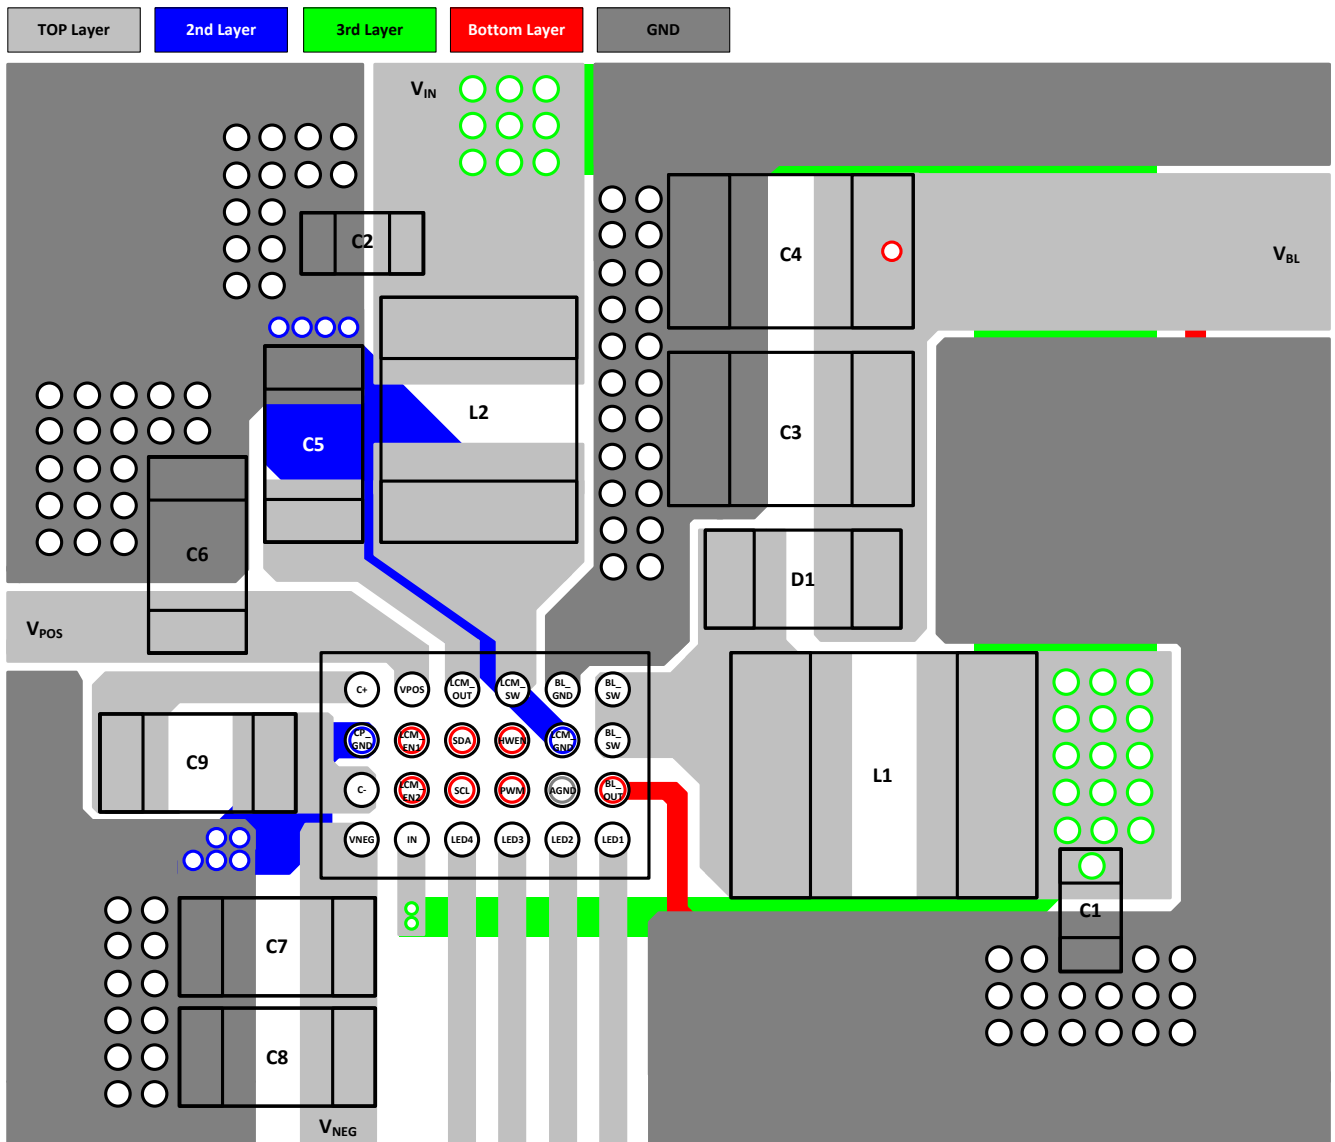 TOP Layer 2nd Layer 3rd Layer Bottom Layer GND
VIN
C2
C4
VBL
L2
C3
C5
C6
D1
VPOS
C+ VPOS LCM_OUT LCM_SW BL_GND BL_SW
CP_GND LCM_EN1 SDA HWEN LCM_GND BL_SW
C9
L1
C- LCM_EN2 SCL PWM AGND BL_OUT
VNEG IN LED4 LED3 LED2 LED1
C1
C7
C8
VNEG